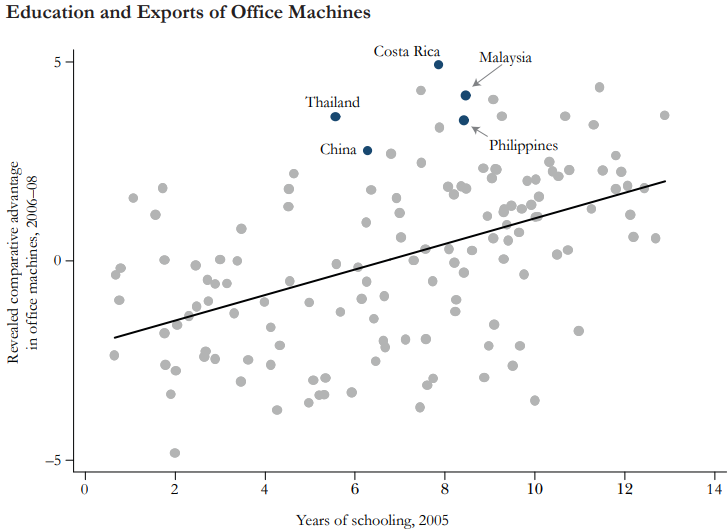 Education and Exports of Office Machines
Revealed comparative advantage
in office machines, 2006–08
5
0
–5
Costa Rica
Malaysia
Thailand
China
Philippines
0 2 4 6 8 10 12 14
Years of schooling, 2005